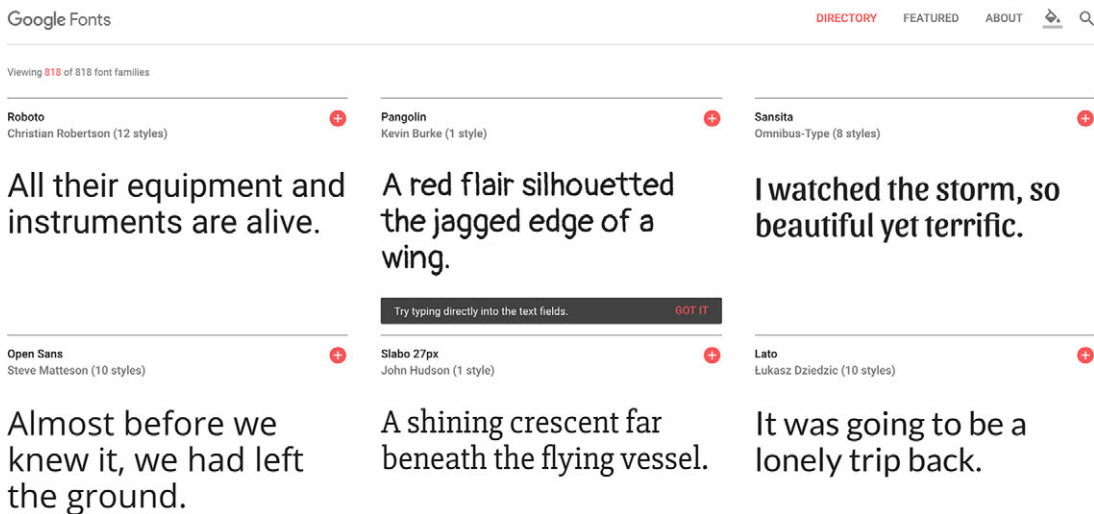 Google Fonts
DIRECTORY FEATURED ABOUT
Viewing 818 of 818 font families
Roboto
Christian Robertson (12 styles)
All their equipment and
instruments are alive.
Pangolin
Kevin Burke (1 style)
A red flair silhouetted
the jagged edge of a
wing.
Try typing directly into the text fields. GOT IT
Sansita
Omnibus-Type (8 styles)
I watched the storm, so
beautiful yet terrific.
Open Sans
Steve Matteson (10 styles)
Almost before we
knew it, we had left
the ground.
Slabo 27px
John Hudson (1 style)
A shining crescent far
beneath the flying vessel.
Lato
Łukasz Dziedzic (10 styles)
It was going to be a
lonely trip back.